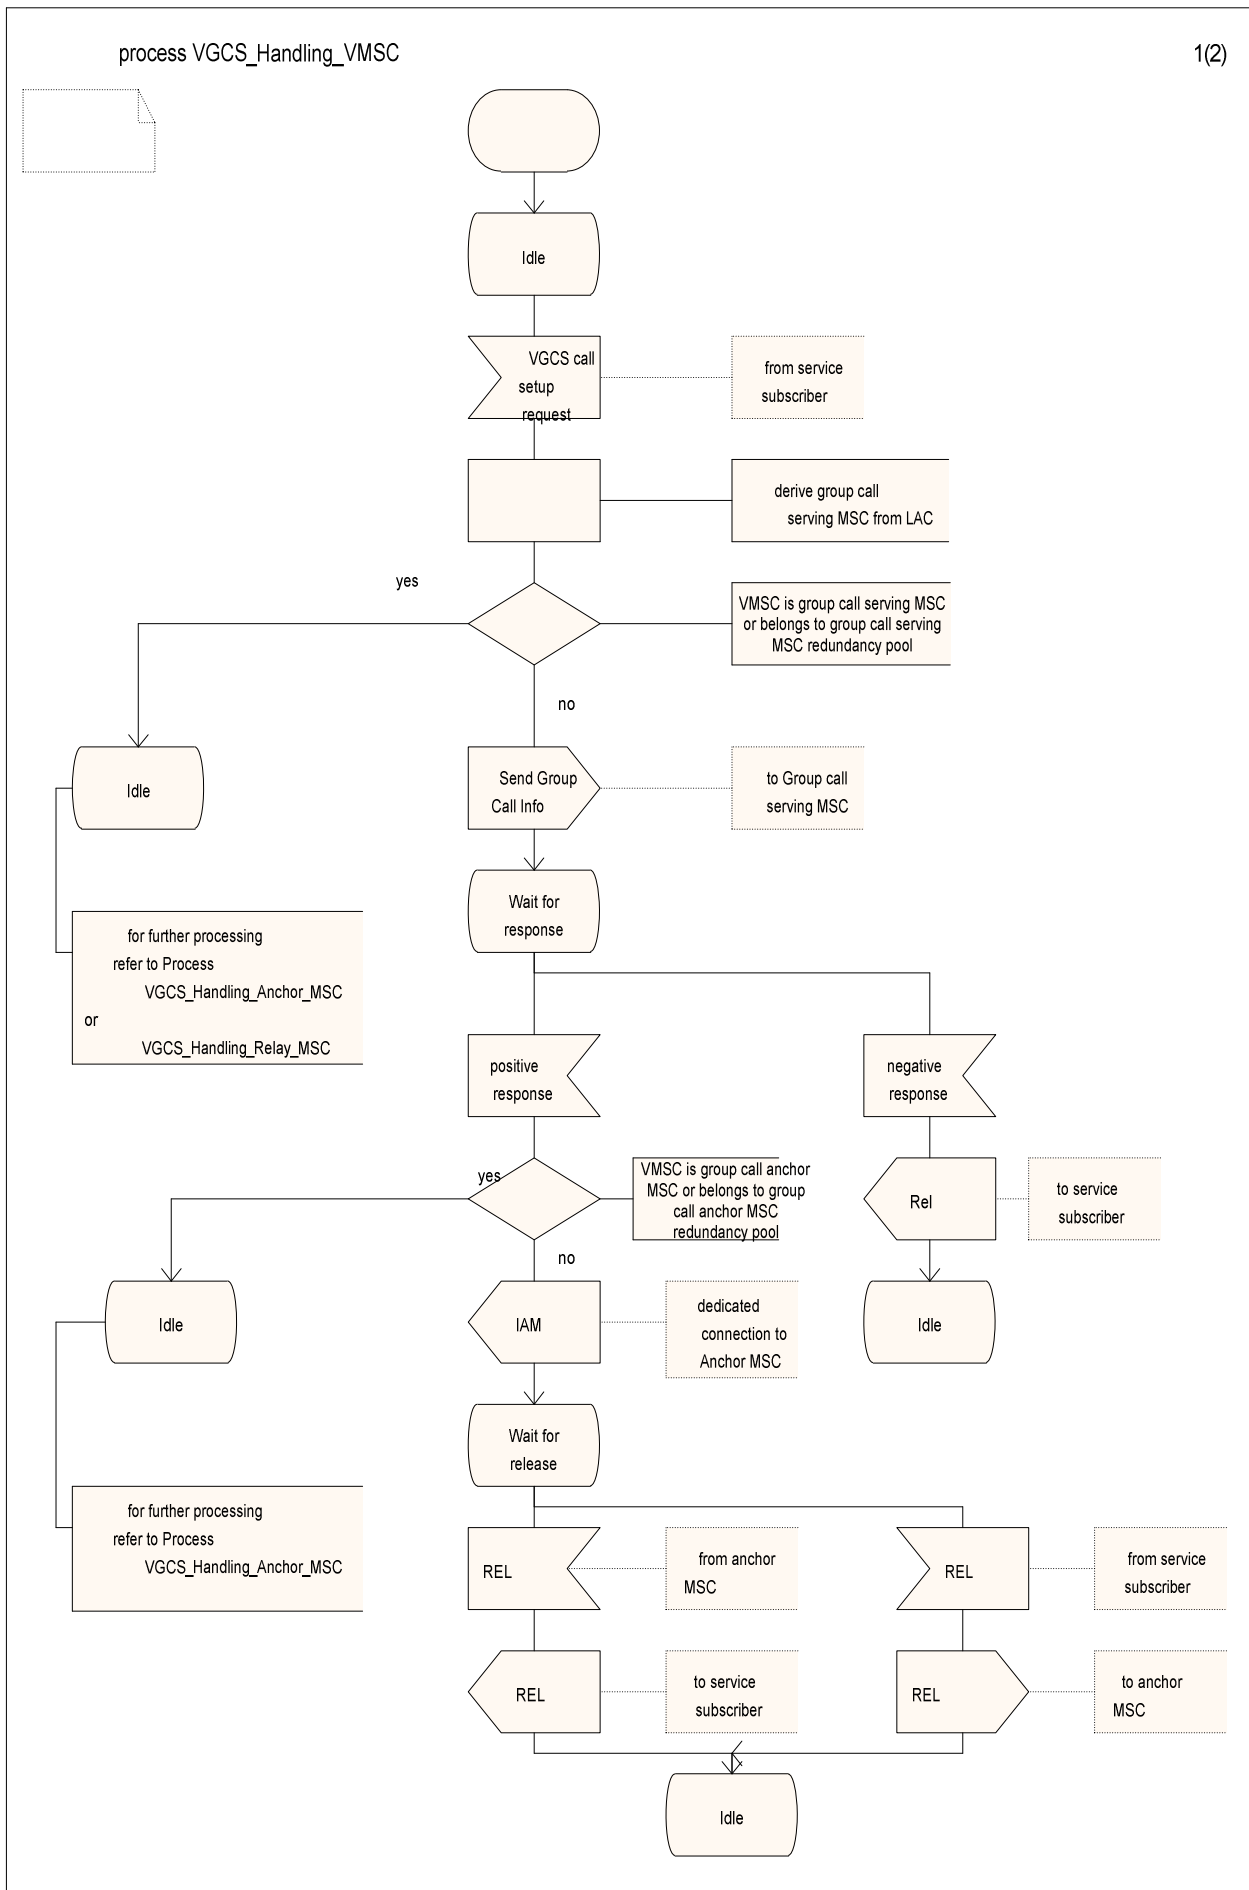 process VGCS_Handling_VMSC
1(2)
Idle
VGCS call
setup
request
from service
subscriber
derive group call
serving MSC from LAC
yes
VMSC is group call serving MSC
or belongs to group call serving
MSC redundancy pool
no
Idle
Send Group
Call Info
to Group call
serving MSC
Wait for
response
for further processing
refer to Process
VGCS_Handling_Anchor_MSC
or
VGCS_Handling_Relay_MSC
positive
response
negative
response
yes
VMSC is group call anchor
MSC or belongs to group
call anchor MSC
redundancy pool
Rel
to service
subscriber
no
Idle
IAM
dedicated
connection to
Anchor MSC
Idle
Wait for
release
for further processing
refer to Process
VGCS_Handling_Anchor_MSC
REL
from anchor
MSC
REL
from service
subscriber
REL
to service
subscriber
REL
to anchor
MSC
Idle